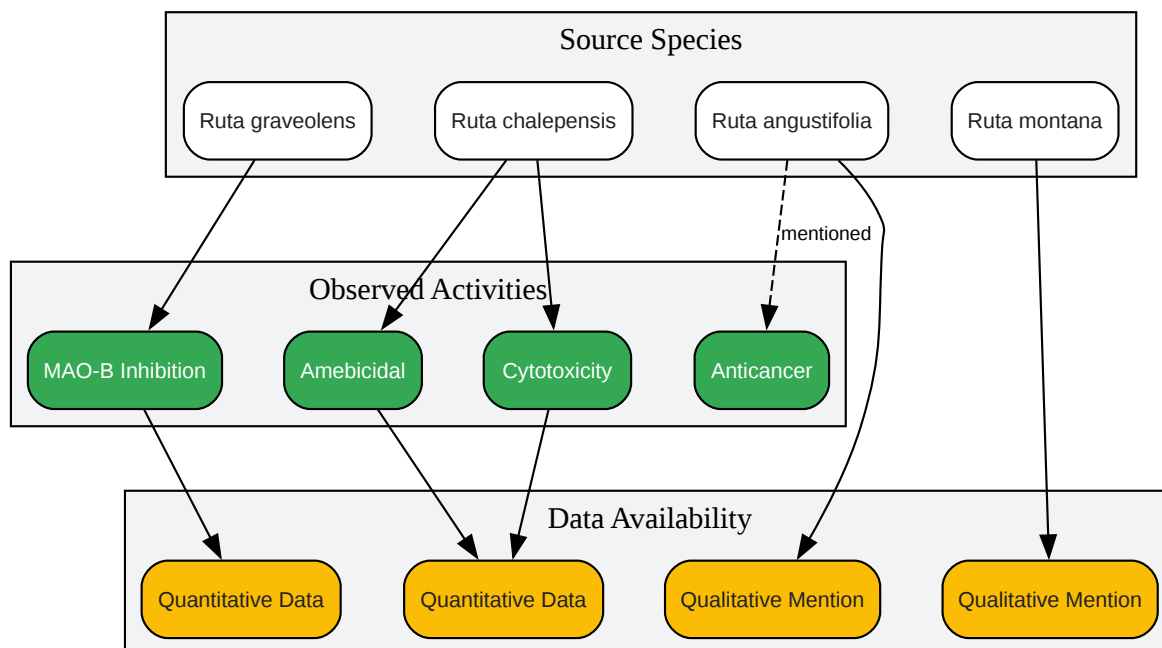 Source Species
Ruta graveolens
Ruta chalepensis
Ruta angustifolia
Ruta montana
mentioned
Observed Activities
MAO-B Inhibition
Amebicidal
Cytotoxicity
Anticancer
Data Availability
Quantitative Data
Quantitative Data
Qualitative Mention
Qualitative Mention